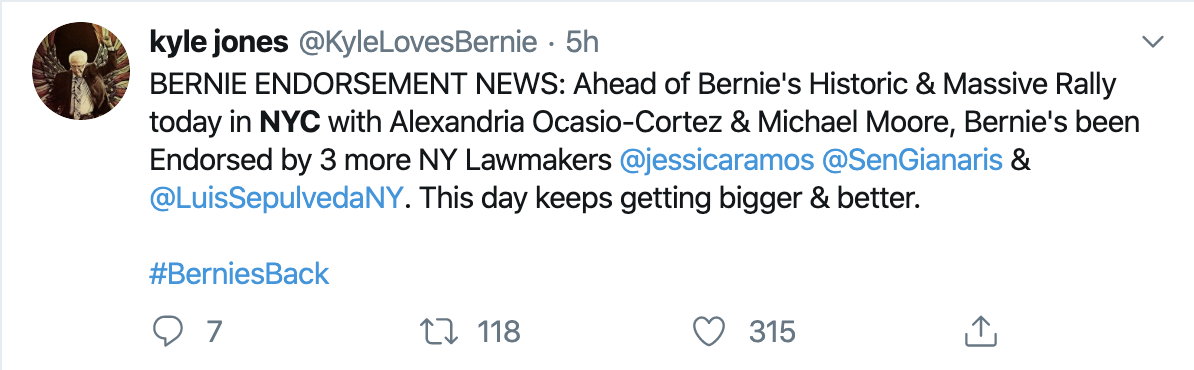 kyle jones @KyleLovesBernie · 5h
BERNIE ENDORSEMENT NEWS: Ahead of Bernie's Historic & Massive Rally
today in NYC with Alexandria Ocasio-Cortez & Michael Moore, Bernie's been
Endorsed by 3 more NY Lawmakers @jessicaramos @SenGianaris &
@LuisSepulvedaNY. This day keeps getting bigger & better.
#BerniesBack
7 118 315